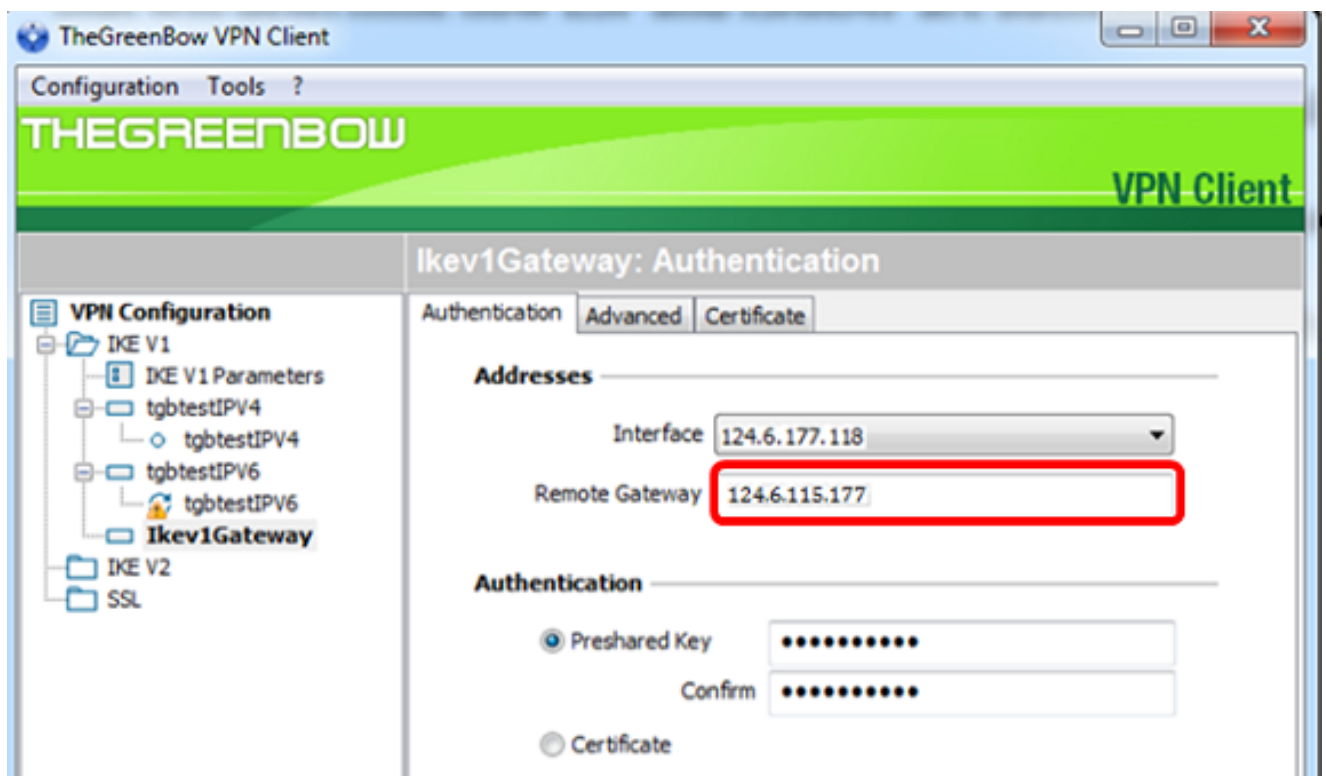 TheGreenBow VPN Client
Configuration Tools ?
THEGREENBOW
VPN Client
Ikev1Gateway: Authentication
VPN Configuration
IKE V1
IKE V1 Parameters
tgbtestIPV4
tgbtestIPV4
tgbtestIPV6
tgbtestIPV6
Ikev1Gateway
IKE V2
SSL
Authentication Advanced Certificate
Addresses
Interface 124.6.177.118
Remote Gateway 124.6.115.177
Authentication
Preshared Key ••••••••••
Confirm ••••••••••
Certificate